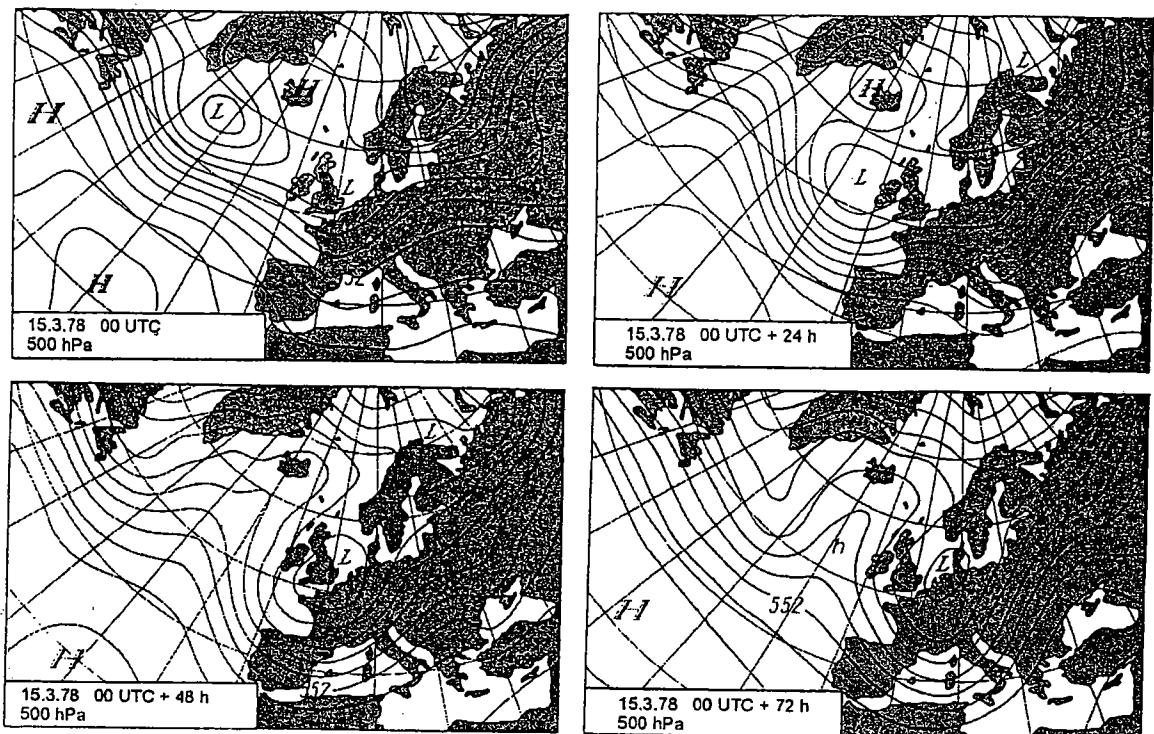 L
H
H
L
L
H
52
15.3.78 00 UTC
500 hPa
L
H
L
H
15.3.78 00 UTC + 24 h
500 hPa
L
L
H
552
15.3.78 00 UTC + 48 h
500 hPa
h
L
552
H
15.3.78 00 UTC + 72 h
500 hPa